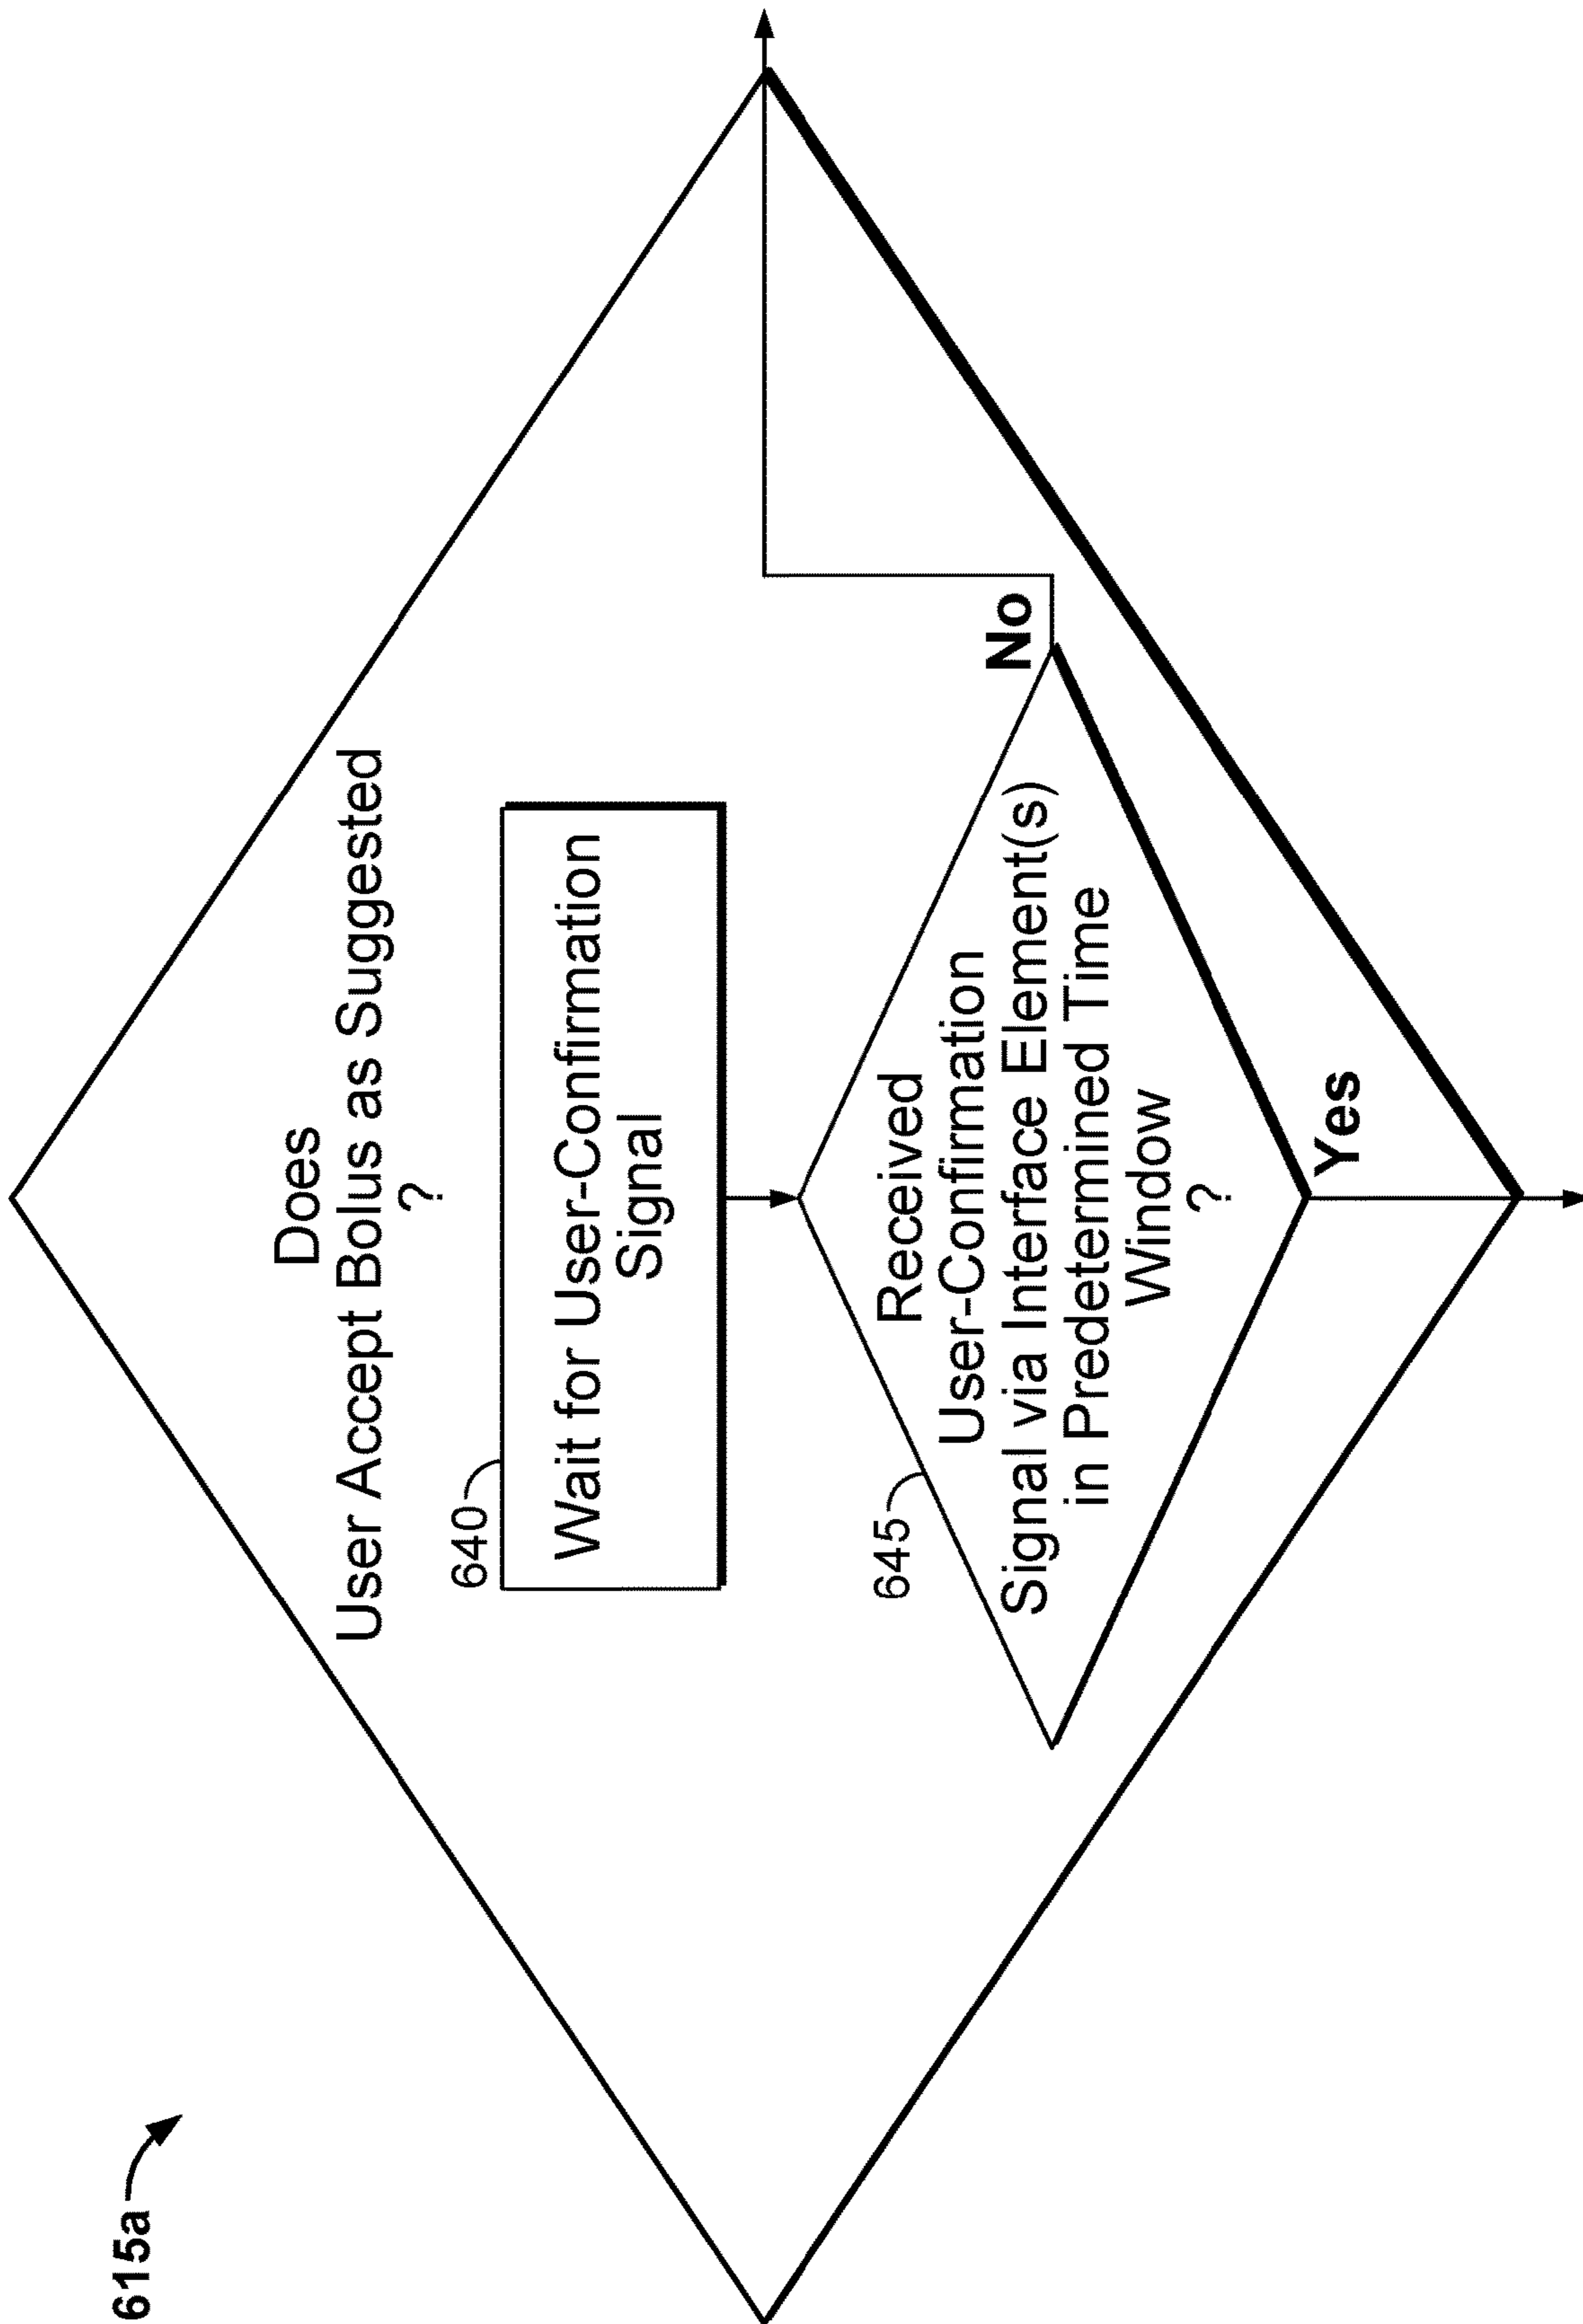 615a
Does
User Accept Bolus as Suggested
?
640
Wait for User-Confirmation
Signal
645
Received
User-Confirmation
Signal via Interface Element(s)
in Predetermined Time
Window
?
No
Yes